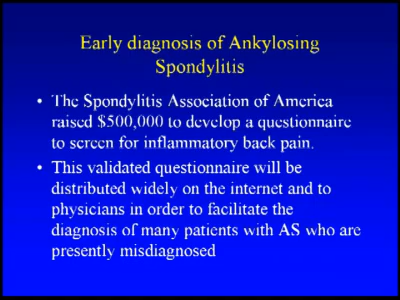 Early diagnosis of Ankylosing
Spondylitis
• The Spondylitis Association of America
raised $500,000 to develop a questionnaire
to screen for inflammatory back pain.
• This validated questionnaire will be
distributed widely on the internet and to
physicians in order to facilitate the
diagnosis of many patients with AS who are
presently misdiagnosed